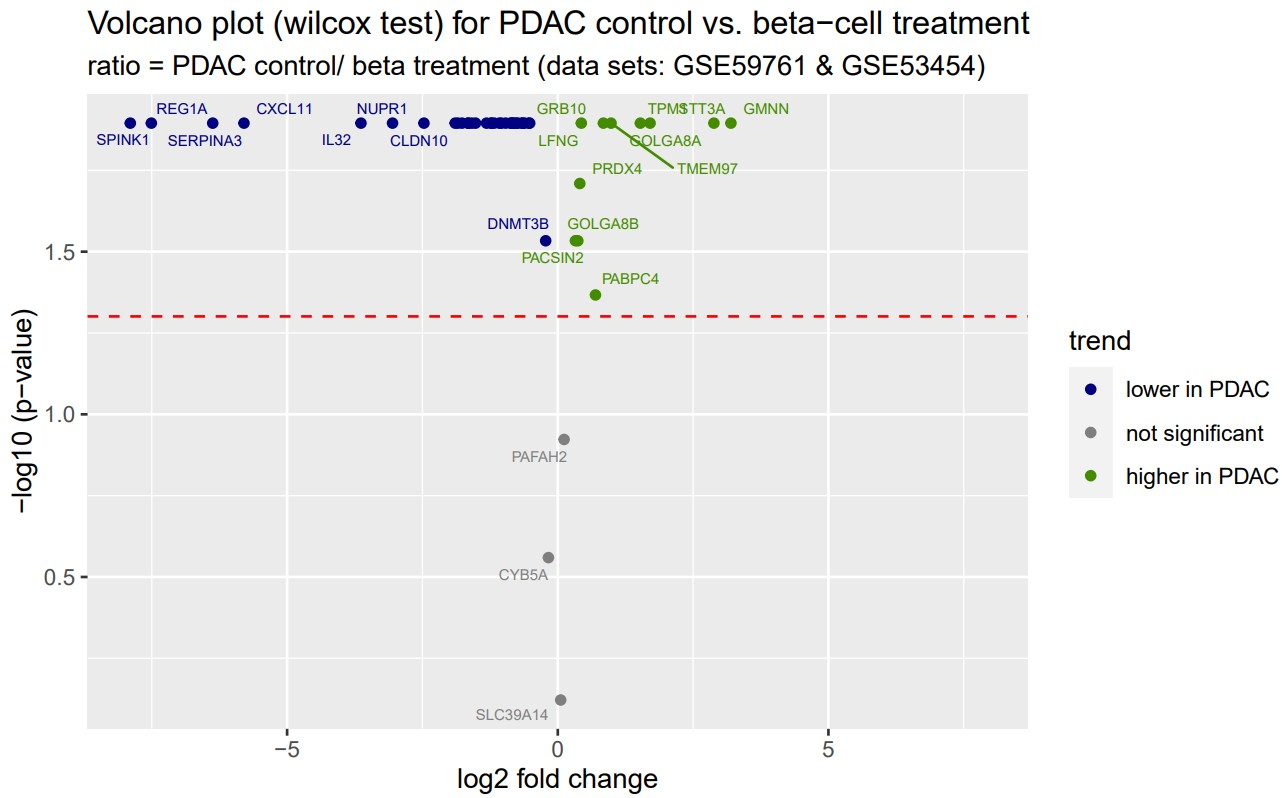 Volcano plot (wilcox test) for PDAC control vs. beta−cell treatment
ratio = PDAC control/ beta treatment (data sets: GSE59761 & GSE53454)
REG1A CXCL11 NUPR1 GRB10 TPM1 STT3A GMNN
SPINK1 SERPINA3 IL32 CLDN10 LFNG GOLGA8A
PRDX4 TMEM97
DNMT3B GOLGA8B
1.5
PACSIN2
PABPC4
−log10 (p−value)
trend
lower in PDAC
1.0
not significant
PAFAH2
higher in PDAC
0.5
CYB5A
SLC39A14
−5 0 5
log2 fold change